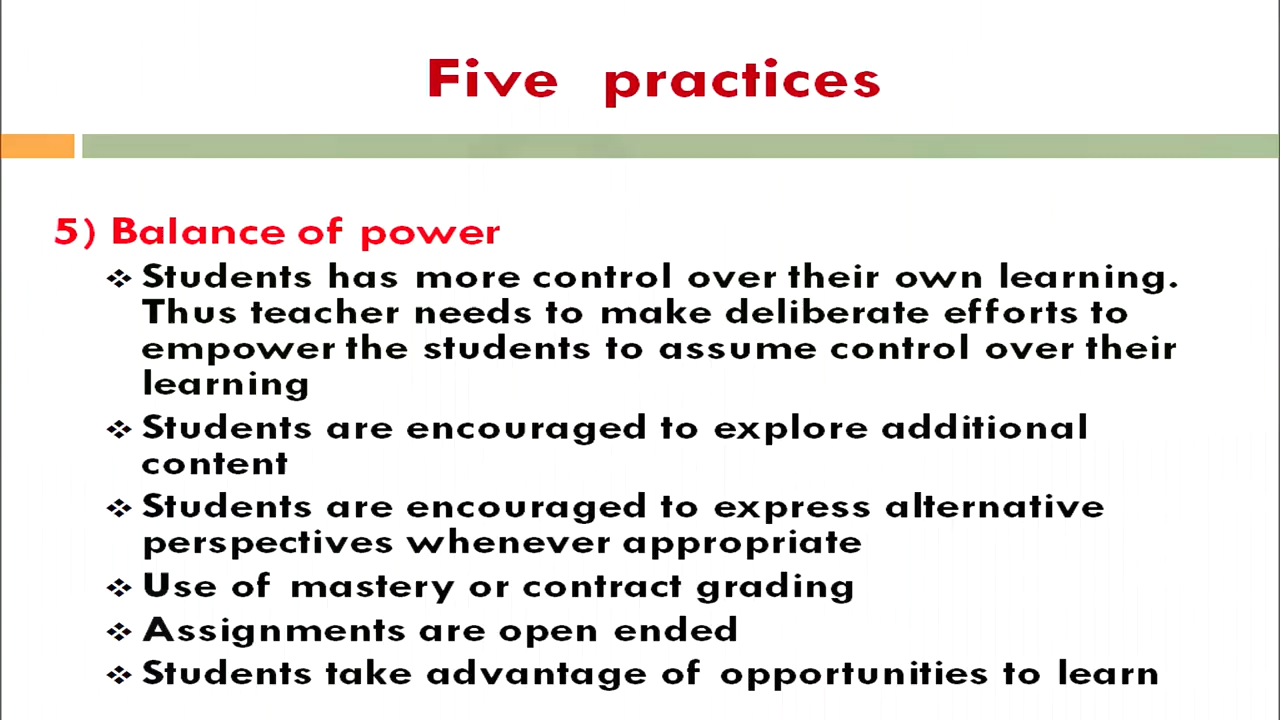 Five practices
5) Balance of power
❖ Students has more control over their own learning.
Thus teacher needs to make deliberate efforts to
empower the students to assume control over their
learning
❖ Students are encouraged to explore additional
content
❖ Students are encouraged to express alternative
perspectives whenever appropriate
❖ Use of mastery or contract grading
❖ Assignments are open ended
❖ Students take advantage of opportunities to learn